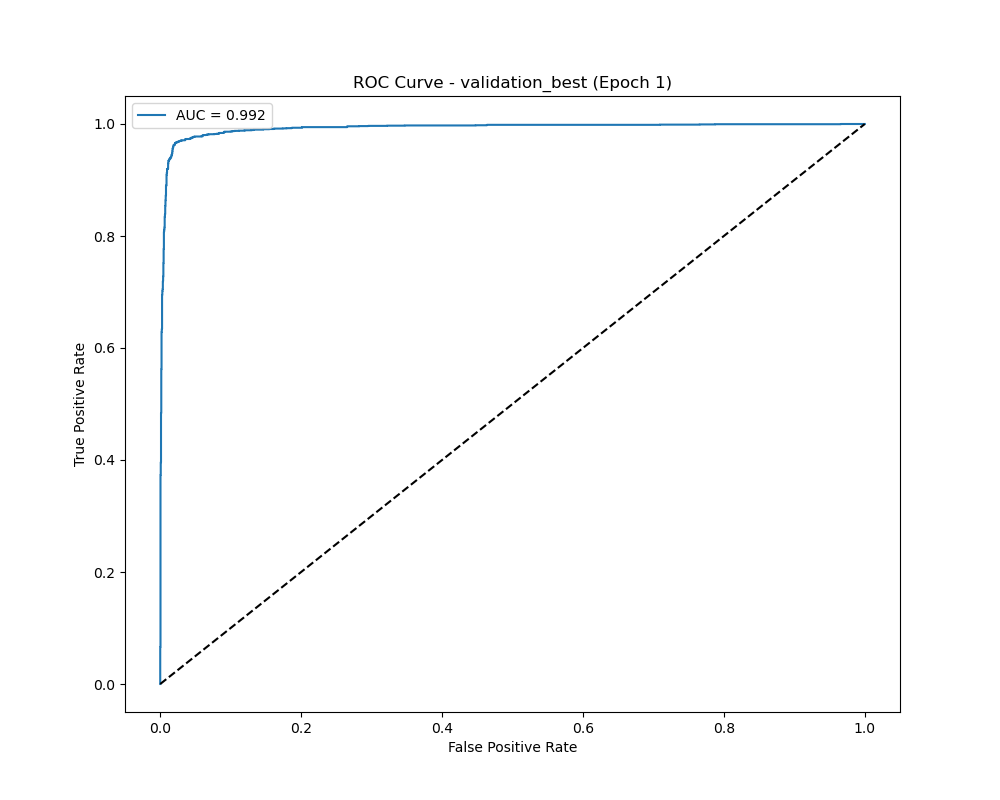 ROC Curve - validation_best (Epoch 1)
AUC = 0.992
1.0
0.8
0.6
0.4
0.2
0.0
True Positive Rate
0.0 0.2 0.4 0.6 0.8 1.0
False Positive Rate